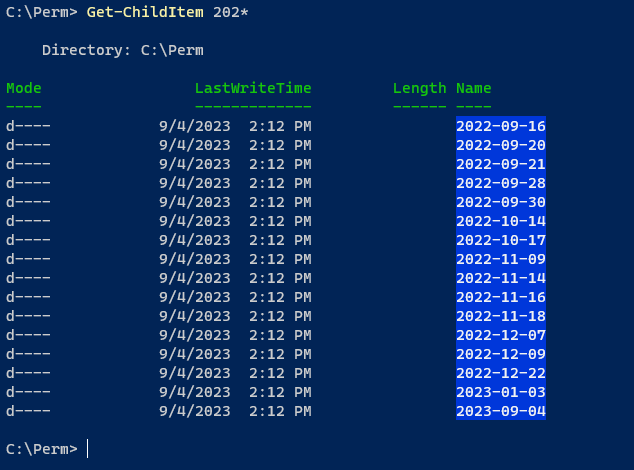 C:\Perm> Get-ChildItem 202*
Directory: C:\Perm
Mode                 LastWriteTime         Length Name
----                 -------------         ------ ----
d----            9/4/2023  2:12 PM                2022-09-16
d----            9/4/2023  2:12 PM                2022-09-20
d----            9/4/2023  2:12 PM                2022-09-21
d----            9/4/2023  2:12 PM                2022-09-28
d----            9/4/2023  2:12 PM                2022-09-30
d----            9/4/2023  2:12 PM                2022-10-14
d----            9/4/2023  2:12 PM                2022-10-17
d----            9/4/2023  2:12 PM                2022-11-09
d----            9/4/2023  2:12 PM                2022-11-14
d----            9/4/2023  2:12 PM                2022-11-16
d----            9/4/2023  2:12 PM                2022-11-18
d----            9/4/2023  2:12 PM                2022-12-07
d----            9/4/2023  2:12 PM                2022-12-09
d----            9/4/2023  2:12 PM                2022-12-22
d----            9/4/2023  2:12 PM                2023-01-03
d----            9/4/2023  2:12 PM                2023-09-04
C:\Perm>